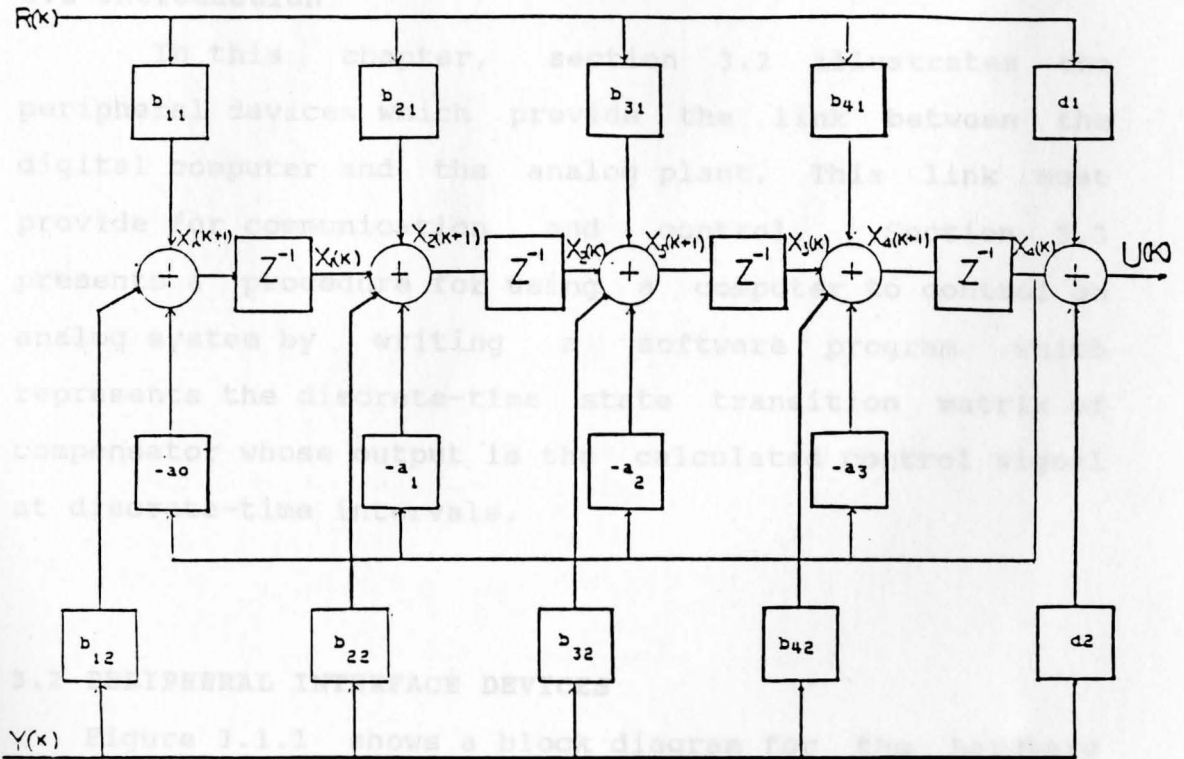 R(K)
In this chapter, section 3.2 illustrates the
b11 b21 b31 b41 d1
peripheral devices which provide the link between the
digital computer and the analog plant. This link must
provide for communication and control. Section 3.3
X1(K+1) Z^-1 X1(K) X2(K+1) Z^-1 X2(K) X3(K+1) Z^-1 X3(K) X4(K+1) Z^-1 X4(K) U(K)
+ + + + +
presents a procedure for using a computer to control an
analog system by writing a software program which
represents the discrete-time state transition matrix of
compensator whose output is the calculated control signal
-a0 -a1 -a2 -a3
at discrete-time intervals.
b12 b22 b32 b42 d2
3.2 PERIPHERAL INTERFACE DEVICES
Y(K)
Figure 3.1.1 shows a block diagram for the hardware